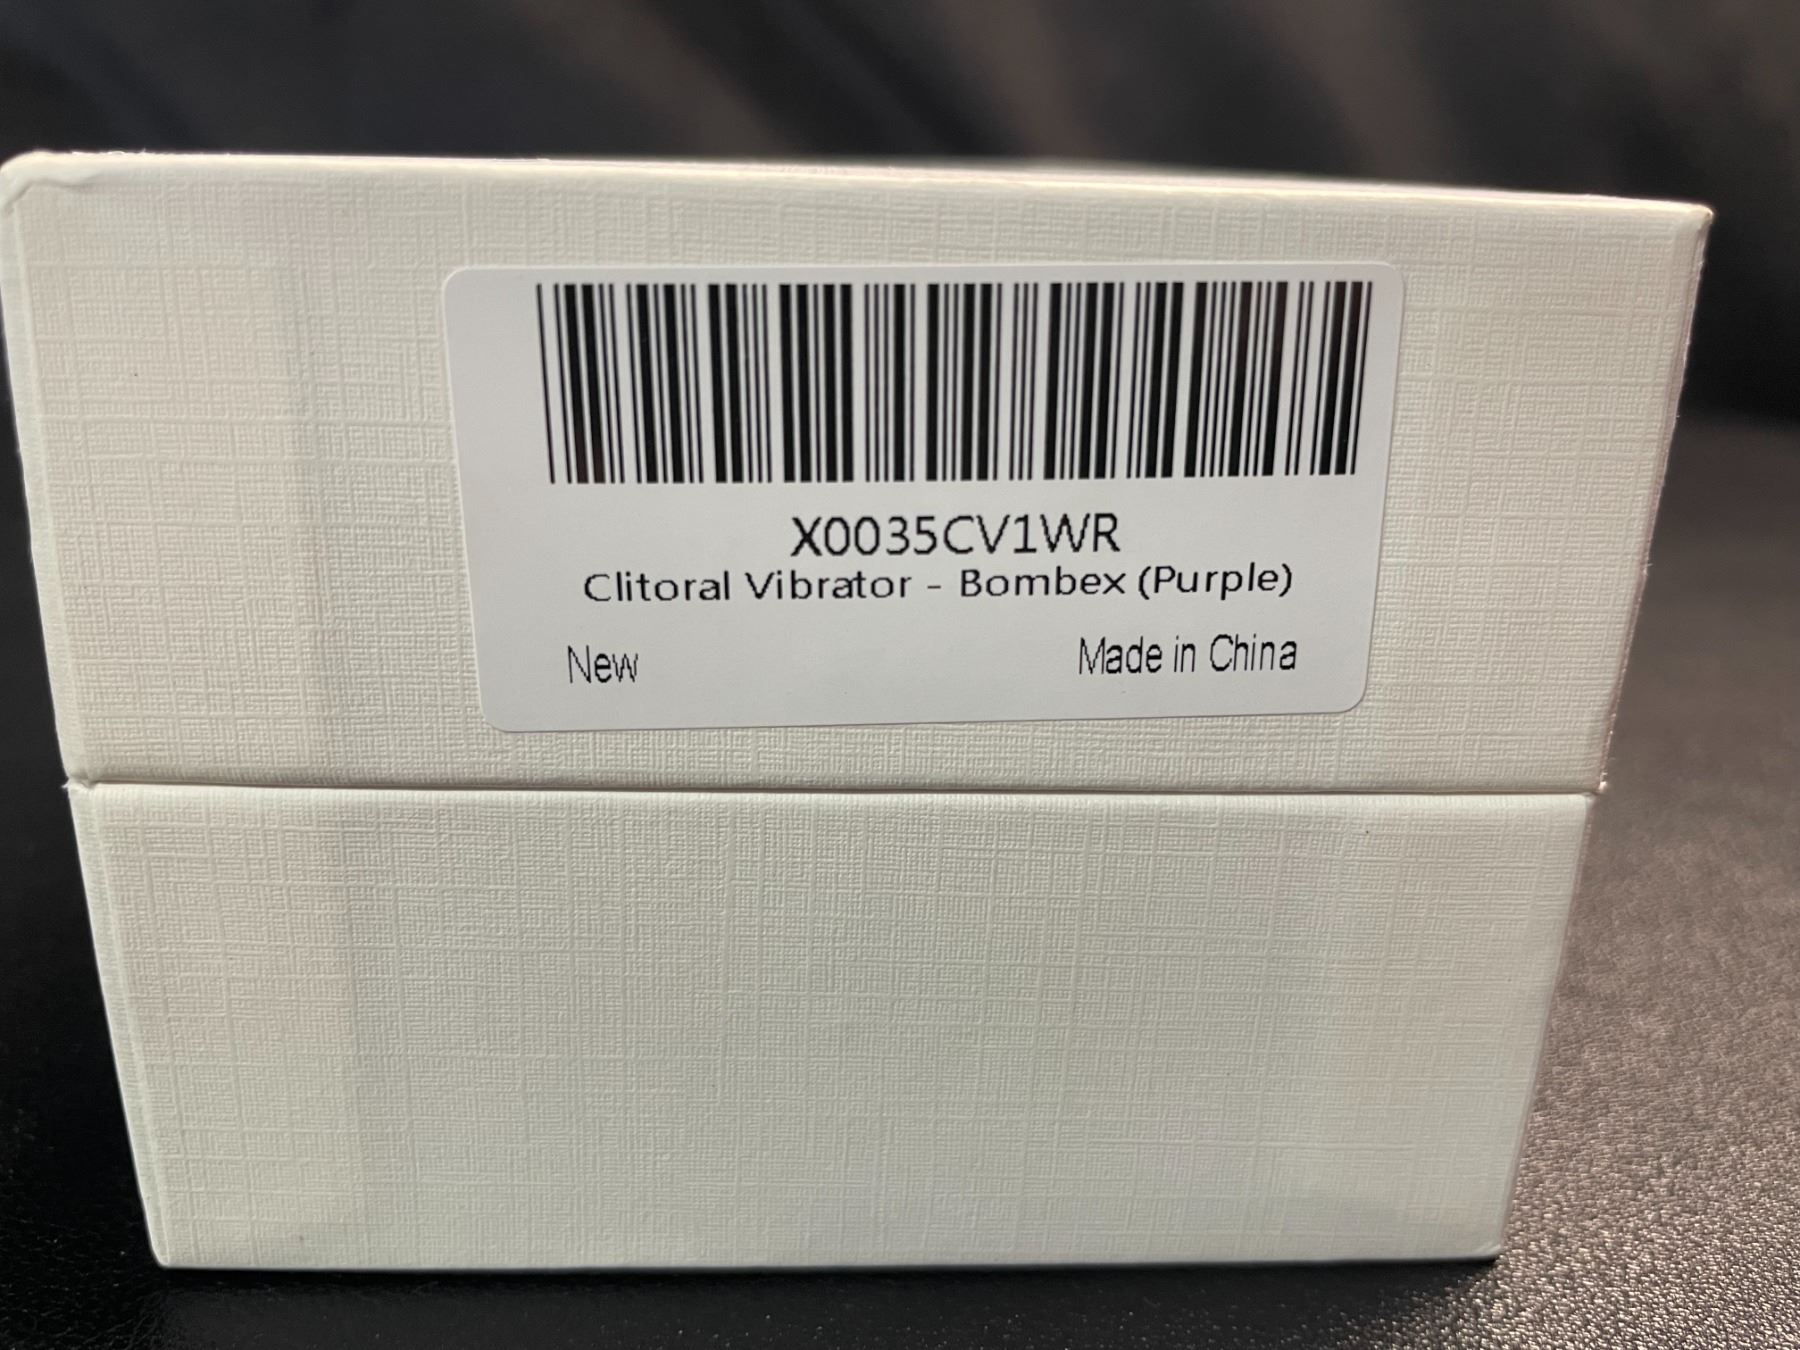 X0035CV1WR
Clitoral Vibrator - Bombex (Purple)
New Made in China